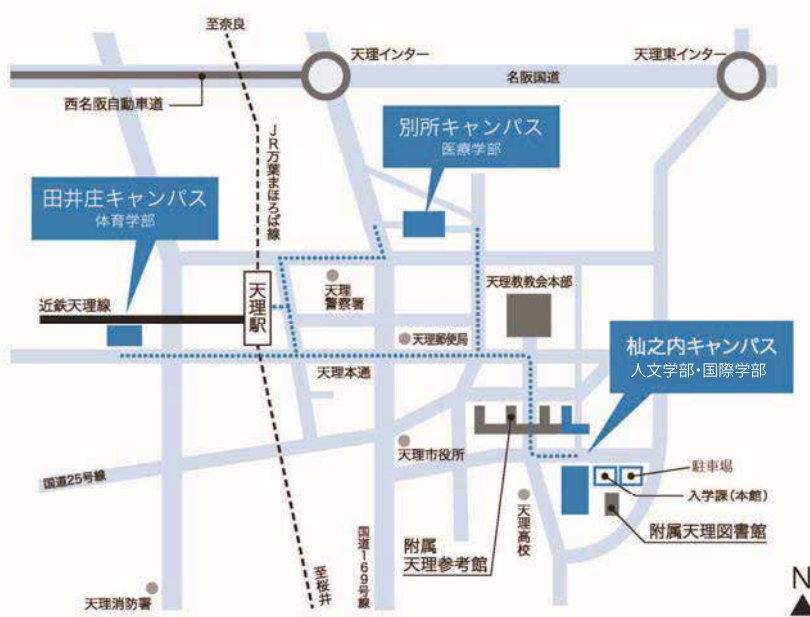 至奈良
天理インター
天理東インター
名阪国道
西名阪自動車道
JR万葉まほろば線
別所キャンパス
医療学部
田井庄キャンパス
体育学部
近鉄天理線
天理駅
天理
警察署
天理教教会本部
天理郵便局
天理本通
杣之内キャンパス
人文学部・国際学部
天理市役所
国道25号線
駐車場
入学課(本館)
附属天理図書館
天理高校
附属
天理参考館
国道169号線
至桜井
天理消防署
N